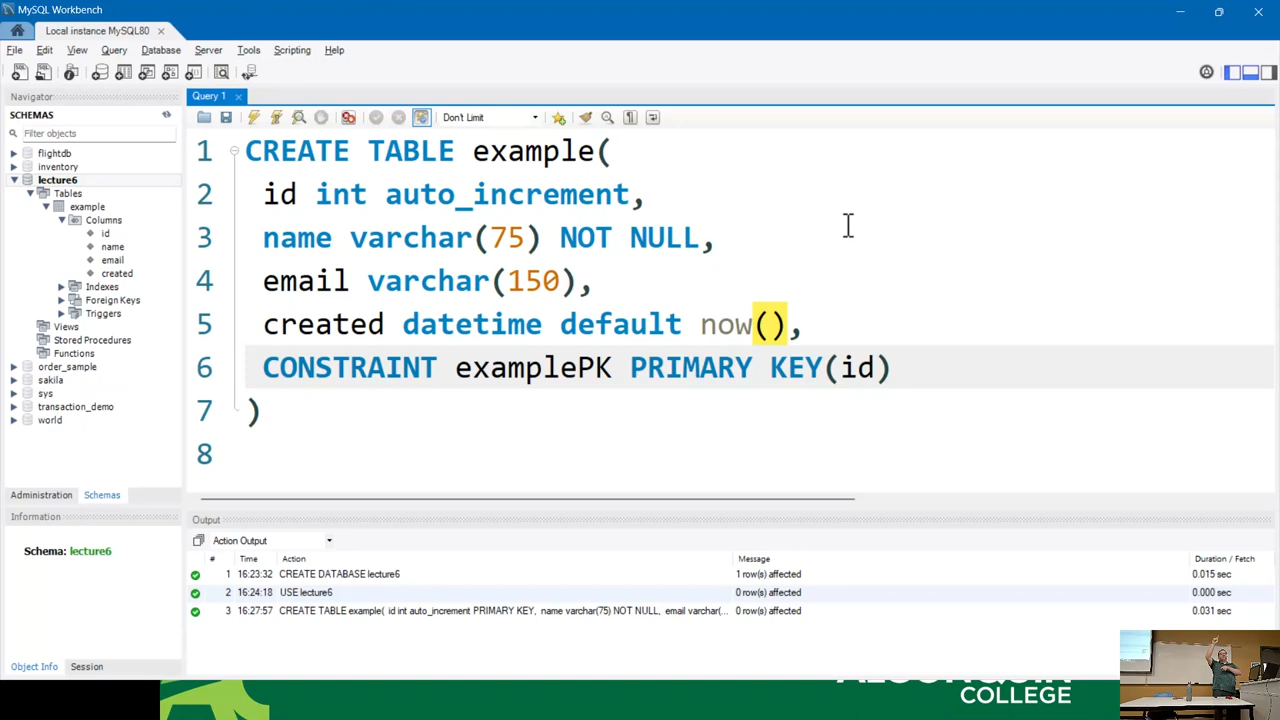 MySQL Workbench
Local instance MySQL80
File Edit View Query Database Server Tools Scripting Help
Navigator
SCHEMAS
Filter objects
flightdb
inventory
lecture6
Tables
example
Columns
id
name
email
created
Indexes
Foreign Keys
Triggers
Views
Stored Procedures
Functions
order_sample
sakila
sys
transaction_demo
world
Administration Schemas
Information
Schema: lecture6
Object Info Session
Query 1
Don't Limit
1 CREATE TABLE example(
2 id int auto_increment,
3 name varchar(75) NOT NULL,
4 email varchar(150),
5 created datetime default now(),
6 CONSTRAINT examplePK PRIMARY KEY(id)
7 )
8
Output
Action Output
# Time Action Message Duration / Fetch
1 16:23:32 CREATE DATABASE lecture6 1 row(s) affected 0.015 sec
2 16:24:18 USE lecture6 0 row(s) affected 0.000 sec
3 16:27:57 CREATE TABLE example( id int auto_increment PRIMARY KEY, name varchar(75) NOT NULL, email varchar(... 0 row(s) affected 0.031 sec
COLLEGE